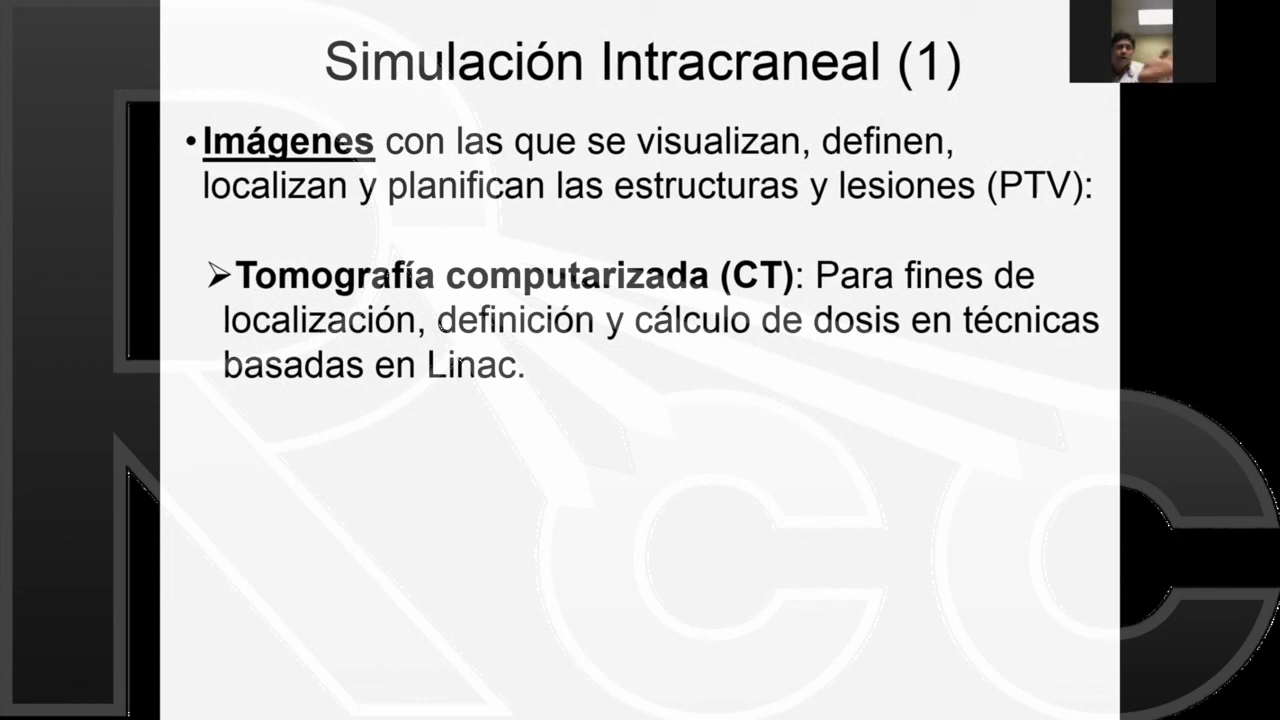 Simulación Intracraneal (1)
•Imágenes con las que se visualizan, definen,
localizan y planifican las estructuras y lesiones (PTV):
➢Tomografía computarizada (CT): Para fines de
localización, definición y cálculo de dosis en técnicas
basadas en Linac.
Rcc